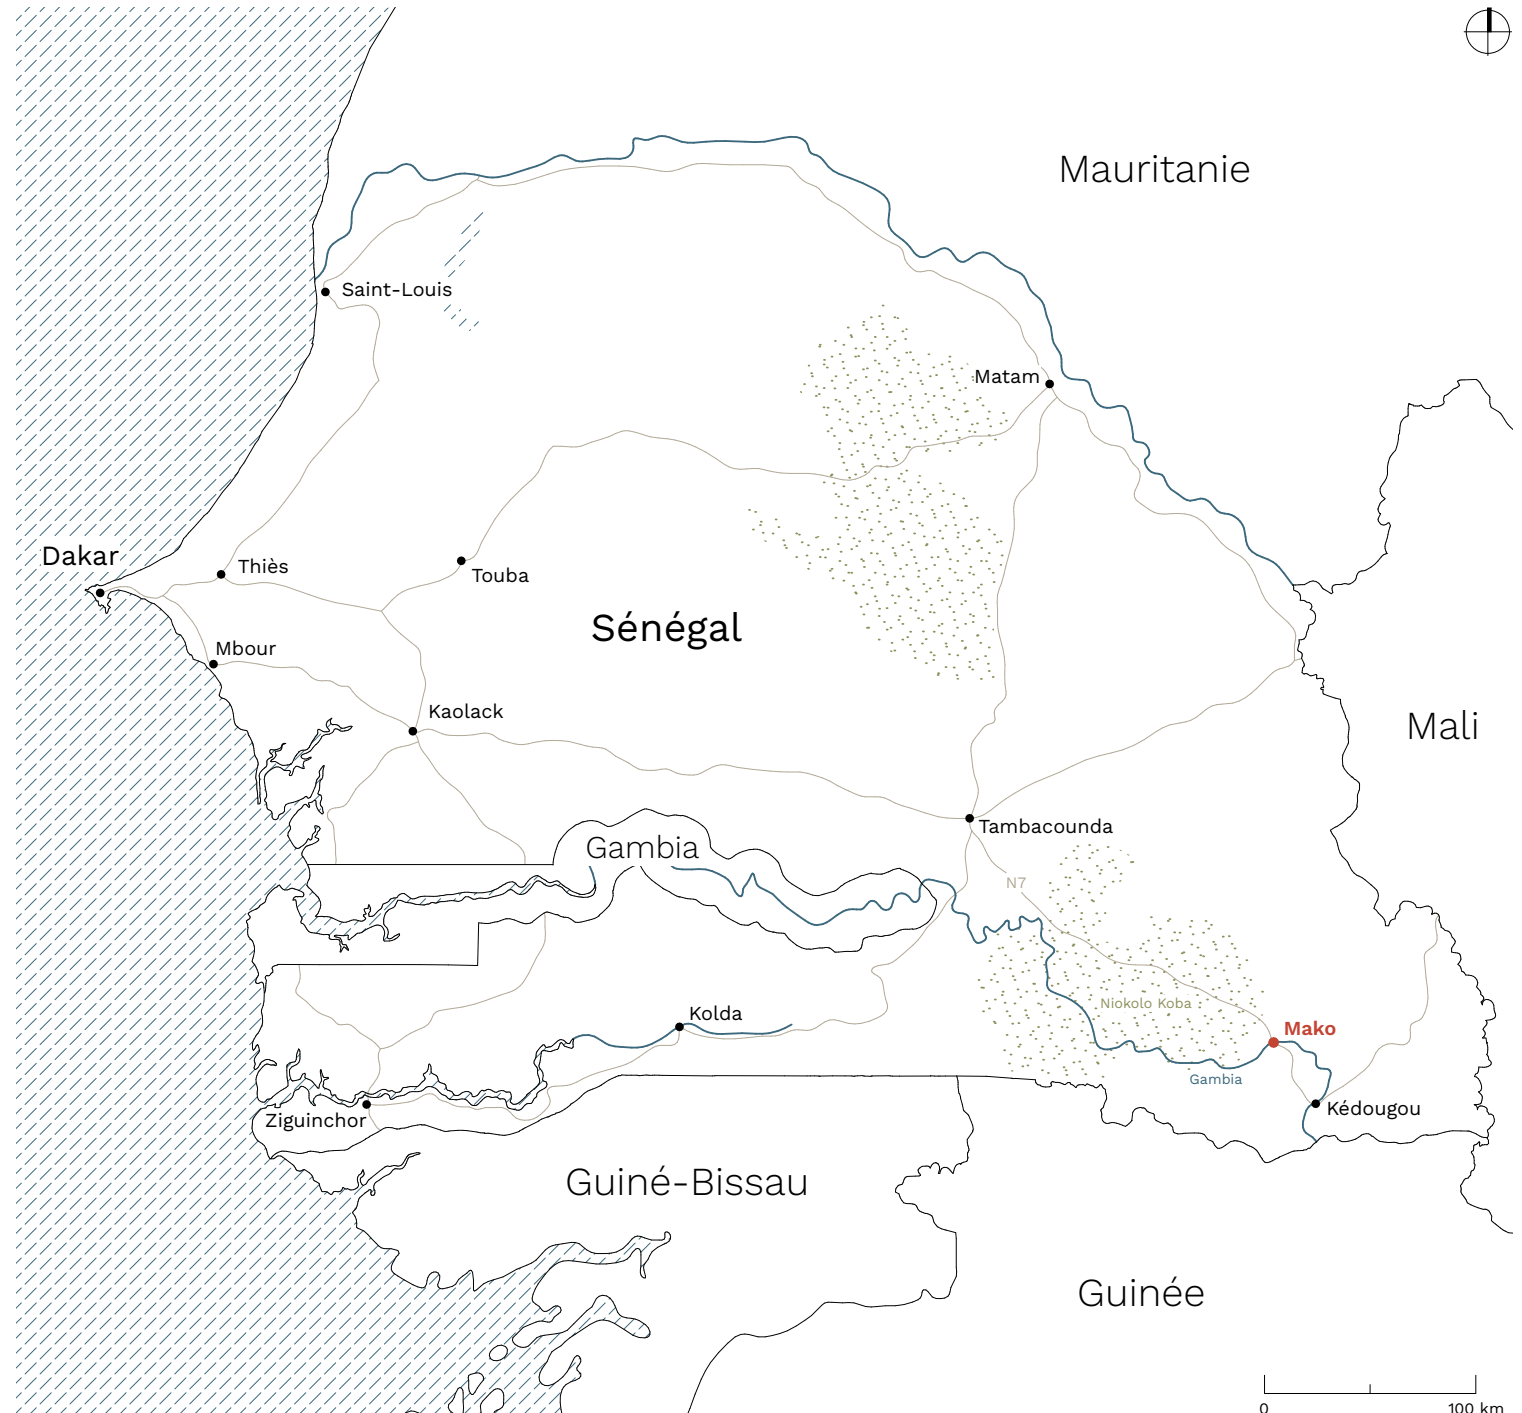 Mauritanie
Saint-Louis
Matam
Dakar
Thiès
Touba
Sénégal
Mbour
Kaolack
Mali
Tambacounda
Gambia
N7
Niokolo Koba
Kolda
Mako
Gambia
Kédougou
Ziguinchor
Guiné-Bissau
Guinée
0 100 km